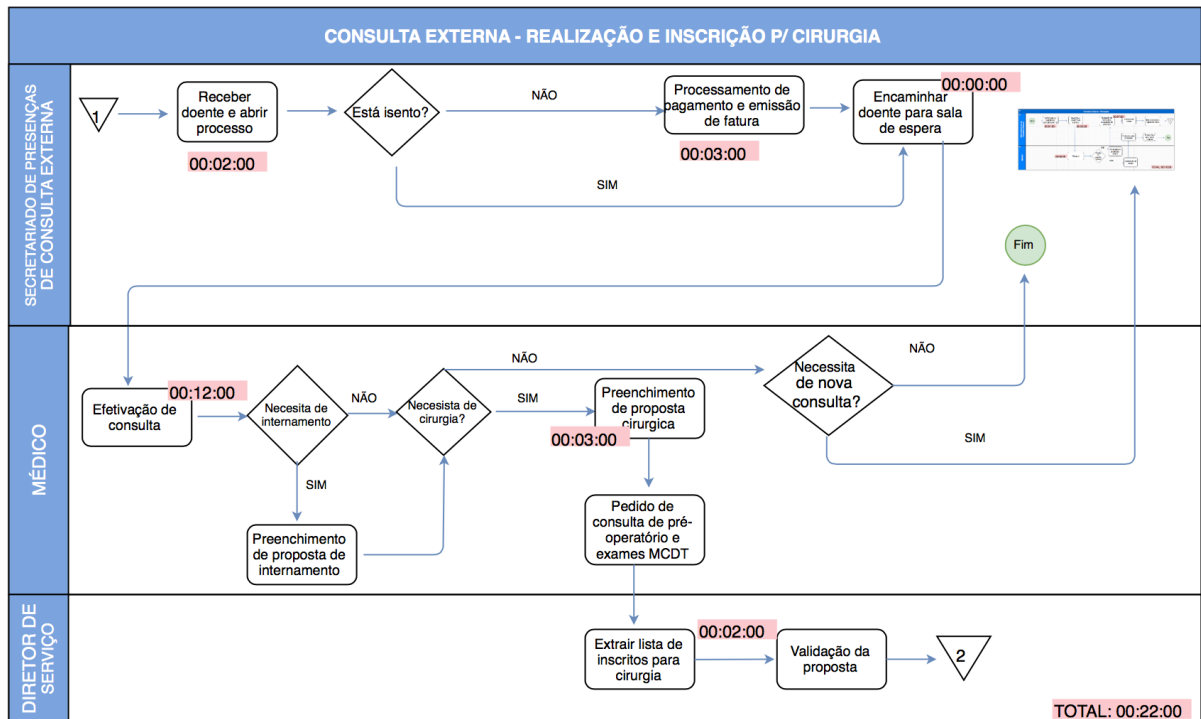 CONSULTA EXTERNA - REALIZAÇÃO E INSCRIÇÃO P/ CIRURGIA
SECRETARIADO DE PRESENÇAS
DE CONSULTA EXTERNA
1
Receber
doente e abrir
processo
00:02:00
Está isento?
NÃO
SIM
Processamento de
pagamento e emissão
de fatura
00:03:00
00:00:00
Encaminhar
doente para sala
de espera
Fim
MÉDICO
Efetivação de
consulta
00:12:00
Necesita de
internamento
NÃO
SIM
Preenchimento
de proposta de
internamento
Necesista de
cirurgia?
NÃO
SIM
Preenchimento
de proposta
cirurgica
00:03:00
Pedido de
consulta de pré-
operatório e
exames MCDT
Necessita
de nova
consulta?
NÃO
SIM
DIRETOR DE
SERVIÇO
Extrair lista de
inscritos para
cirurgia
00:02:00
Validação da
proposta
2
TOTAL: 00:22:00